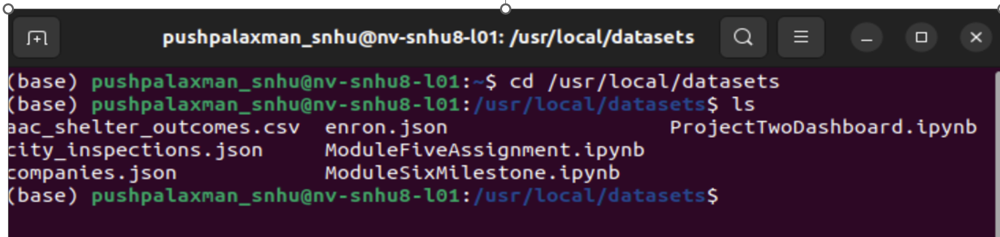 pushpalaxman_snhu@nv-snhu8-l01: /usr/local/datasets
(base) pushpalaxman_snhu@nv-snhu8-l01:~$ cd /usr/local/datasets
(base) pushpalaxman_snhu@nv-snhu8-l01:/usr/local/datasets$ ls
aac_shelter_outcomes.csv  enron.json                  ProjectTwoDashboard.ipynb
city_inspections.json     ModuleFiveAssignment.ipynb
companies.json            ModuleSixMilestone.ipynb
(base) pushpalaxman_snhu@nv-snhu8-l01:/usr/local/datasets$